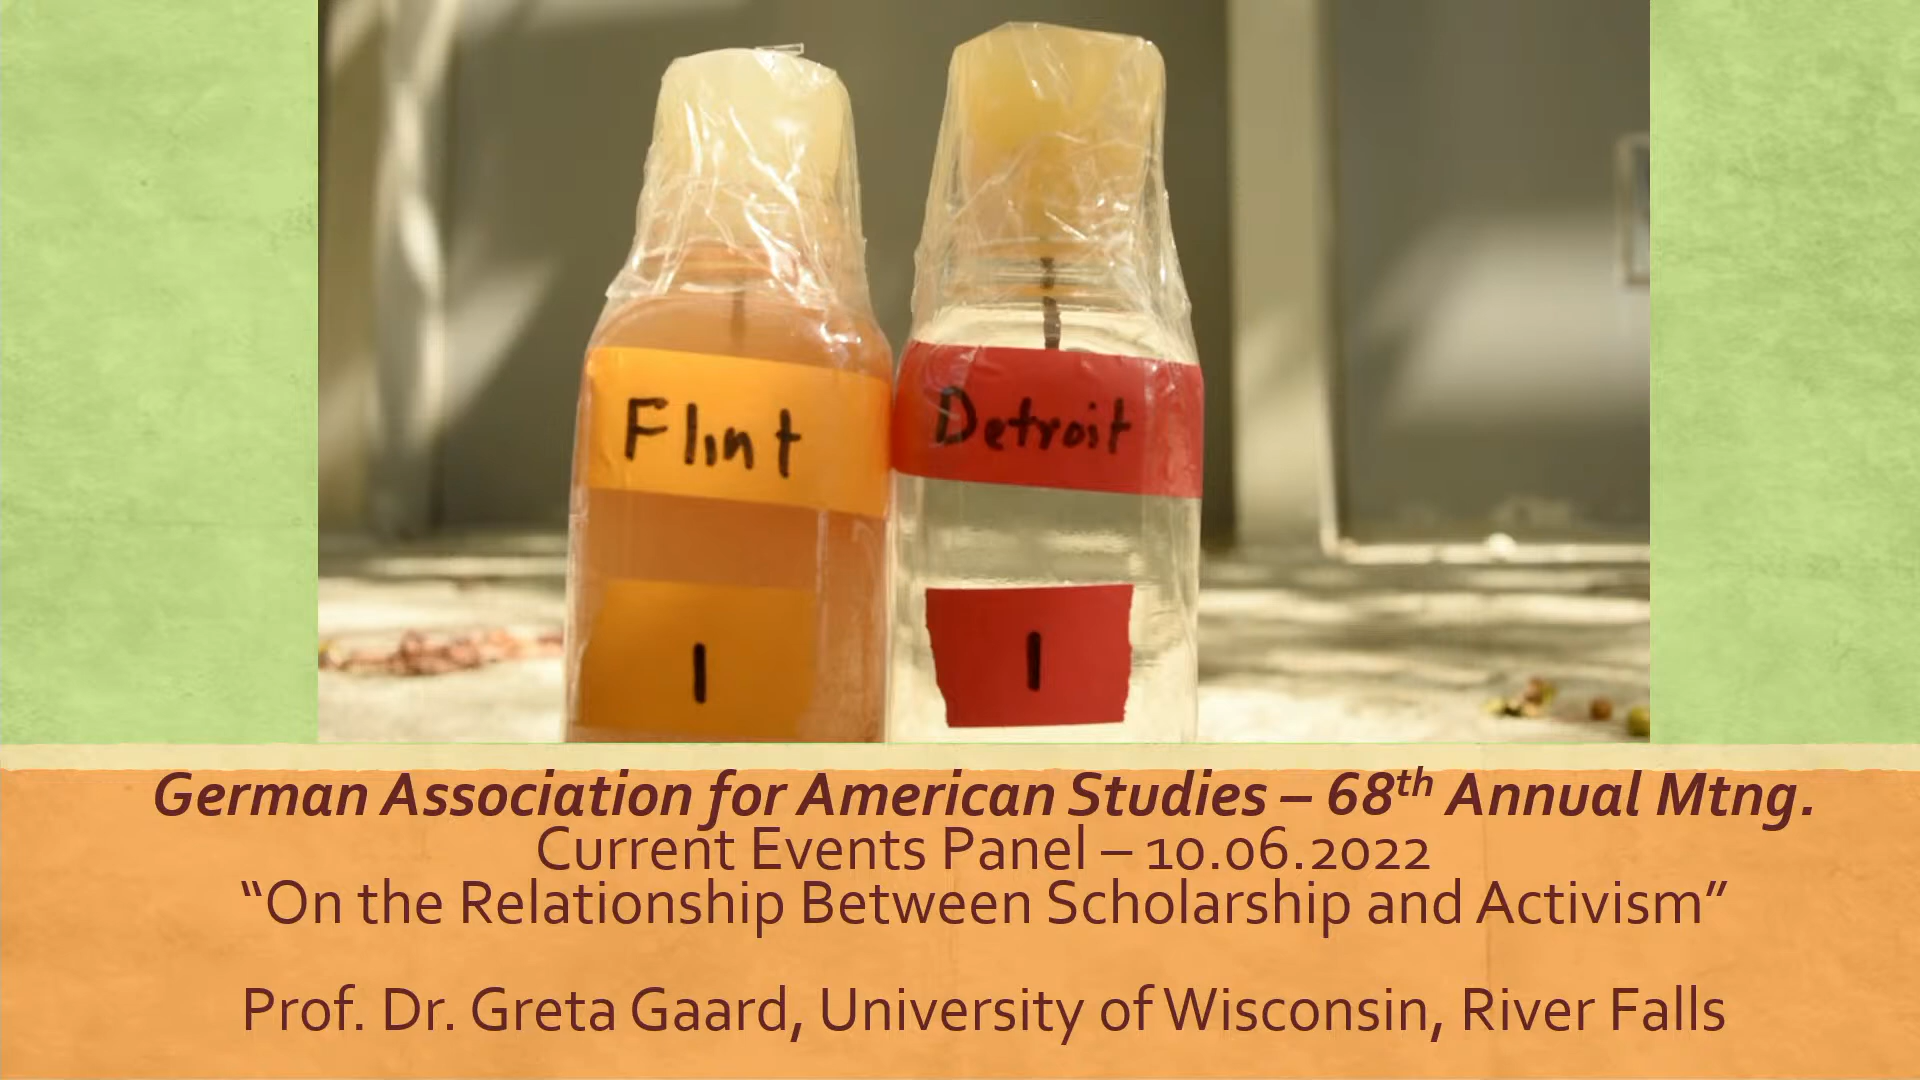 Flint
Detroit
1
1
German Association for American Studies – 68th Annual Mtng.
Current Events Panel – 10.06.2022
“On the Relationship Between Scholarship and Activism”
Prof. Dr. Greta Gaard, University of Wisconsin, River Falls